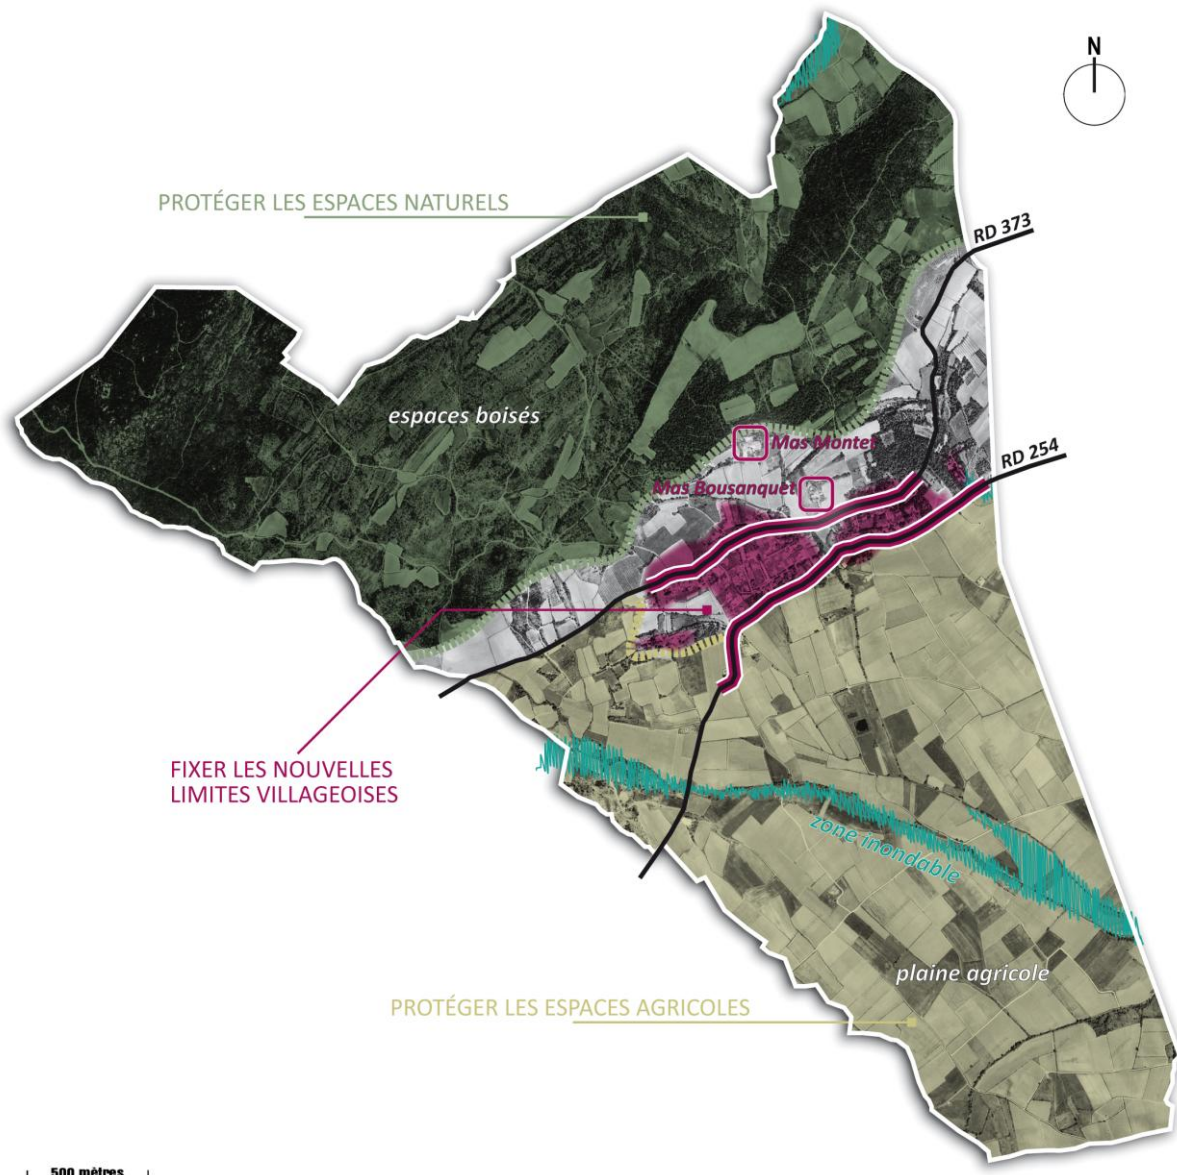 N
PROTÉGER LES ESPACES NATURELS
RD 373
espaces boisés
Mas Montet
RD 254
Mas Bousanquet
FIXER LES NOUVELLES
LIMITES VILLAGEOISES
zone inondable
plaine agricole
PROTÉGER LES ESPACES AGRICOLES
500 mètres